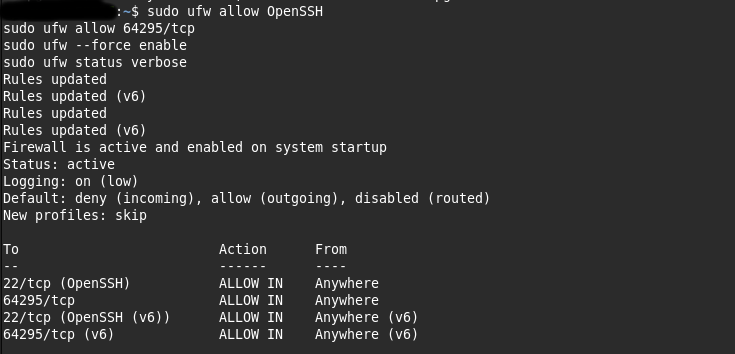 :~$ sudo ufw allow OpenSSH
sudo ufw allow 64295/tcp
sudo ufw --force enable
sudo ufw status verbose
Rules updated
Rules updated (v6)
Rules updated
Rules updated (v6)
Firewall is active and enabled on system startup
Status: active
Logging: on (low)
Default: deny (incoming), allow (outgoing), disabled (routed)
New profiles: skip

To                         Action      From
--                         ------      ----
22/tcp (OpenSSH)           ALLOW IN    Anywhere
64295/tcp                  ALLOW IN    Anywhere
22/tcp (OpenSSH (v6))      ALLOW IN    Anywhere (v6)
64295/tcp (v6)             ALLOW IN    Anywhere (v6)